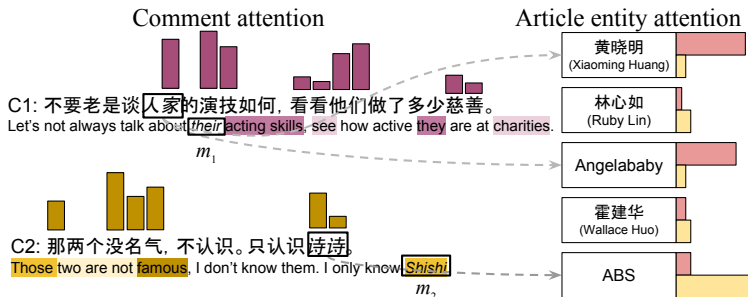 Comment attention
Article entity attention
黄晓明
(Xiaoming Huang)
林心如
(Ruby Lin)
Angelababy
霍建华
(Wallace Huo)
ABS
C1: 不要老是谈人家的演技如何，看看他们做了多少慈善。
Let's not always talk about their acting skills, see how active they are at charities.
m1
C2: 那两个没名气，不认识。只认识诗诗。
Those two are not famous, I don't know them. I only know Shishi.
m2